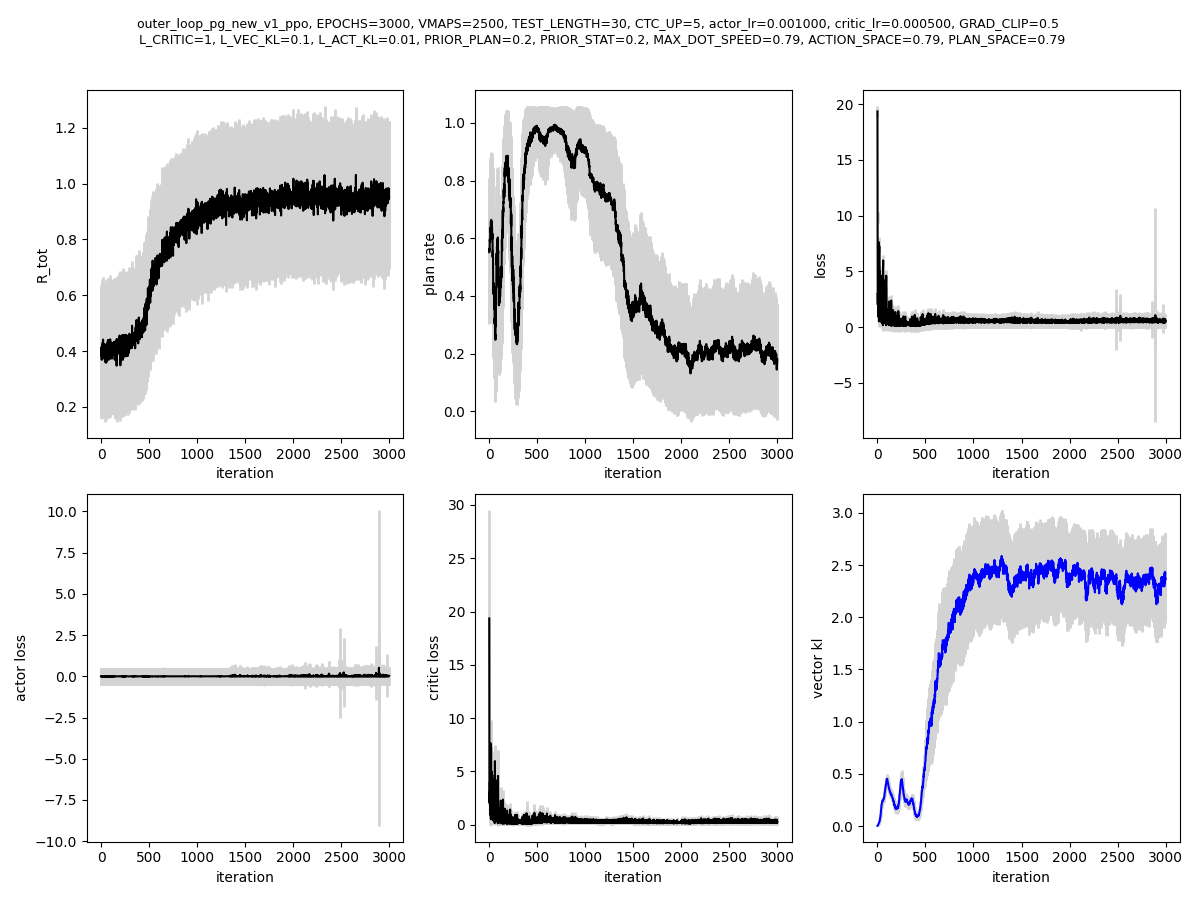 outer_loop_pg_new_v1_ppo, EPOCHS=3000, VMAPS=2500, TEST_LENGTH=30, CTC_UP=5, actor_lr=0.001000, critic_lr=0.000500, GRAD_CLIP=0.5
L_CRITIC=1, L_VEC_KL=0.1, L_ACT_KL=0.01, PRIOR_PLAN=0.2, PRIOR_STAT=0.2, MAX_DOT_SPEED=0.79, ACTION_SPACE=0.79, PLAN_SPACE=0.79
R_tot
1.2
1.0
0.8
0.6
0.4
0.2
0 500 1000 1500 2000 2500 3000
iteration
plan rate
1.0
0.8
0.6
0.4
0.2
0.0
0 500 1000 1500 2000 2500 3000
iteration
loss
20
15
10
5
0
−5
0 500 1000 1500 2000 2500 3000
iteration
actor loss
10.0
7.5
5.0
2.5
0.0
−2.5
−5.0
−7.5
−10.0
0 500 1000 1500 2000 2500 3000
iteration
critic loss
30
25
20
15
10
5
0
0 500 1000 1500 2000 2500 3000
iteration
vector kl
3.0
2.5
2.0
1.5
1.0
0.5
0.0
0 500 1000 1500 2000 2500 3000
iteration